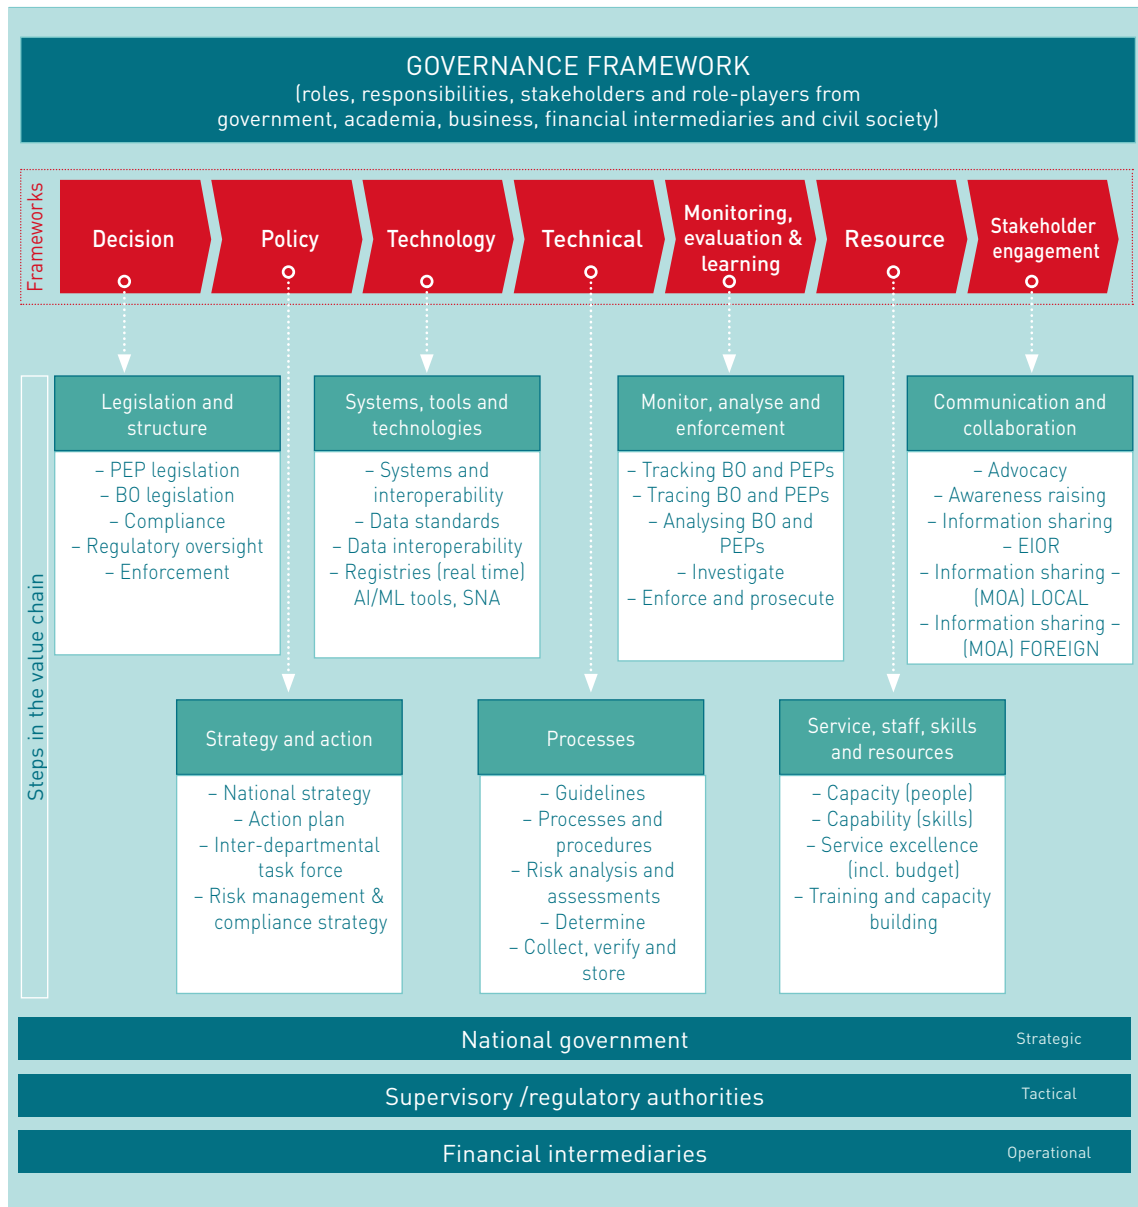 GOVERNANCE FRAMEWORK
(roles, responsibilities, stakeholders and role-players from
government, academia, business, financial intermediaries and civil society)
Frameworks
Decision
Policy
Technology
Technical
Monitoring,
evaluation &
learning
Resource
Stakeholder
engagement
Steps in the value chain
Legislation and
structure
– PEP legislation
– BO legislation
– Compliance
– Regulatory oversight
– Enforcement
Systems, tools and
technologies
– Systems and
interoperability
– Data standards
– Data interoperability
– Registries (real time)
AI/ML tools, SNA
Monitor, analyse and
enforcement
– Tracking BO and PEPs
– Tracing BO and PEPs
– Analysing BO and
PEPs
– Investigate
– Enforce and prosecute
Communication and
collaboration
– Advocacy
– Awareness raising
– Information sharing
– EIOR
– Information sharing –
(MOA) LOCAL
– Information sharing –
(MOA) FOREIGN
Strategy and action
– National strategy
– Action plan
– Inter-departmental
task force
– Risk management &
compliance strategy
Processes
– Guidelines
– Processes and
procedures
– Risk analysis and
assessments
– Determine
– Collect, verify and
store
Service, staff, skills
and resources
– Capacity (people)
– Capability (skills)
– Service excellence
(incl. budget)
– Training and capacity
building
National government
Strategic
Supervisory /regulatory authorities
Tactical
Financial intermediaries
Operational